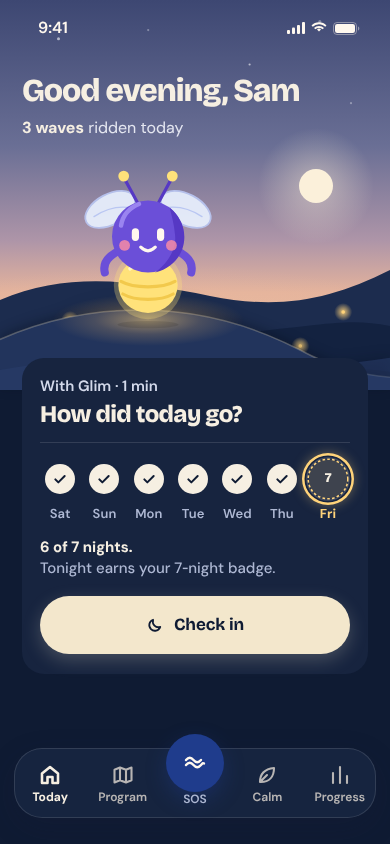 9:41
Good evening, Sam
3 waves ridden today
With Glim · 1 min
How did today go?
7
Sat Sun Mon Tue Wed Thu Fri
6 of 7 nights.
Tonight earns your 7-night badge.
Check in
Today Program SOS Calm Progress